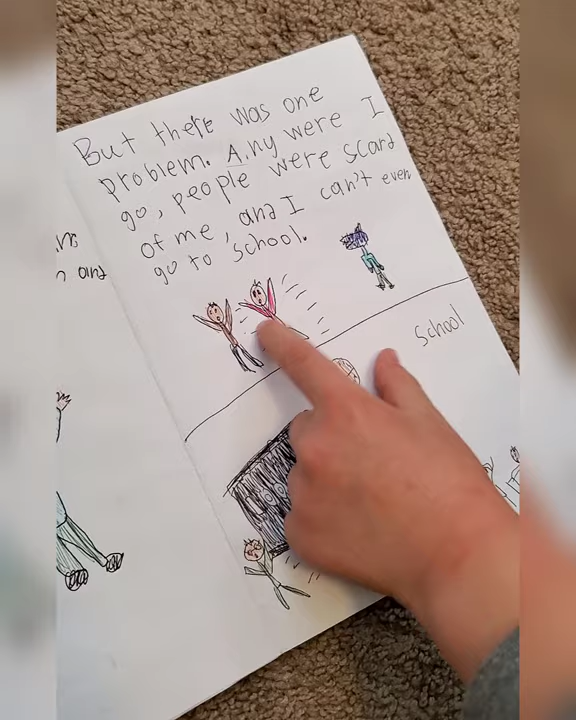 But there was one
problem. Any were I
go, people were scard
of me, and I can't even
go to school.
School
and